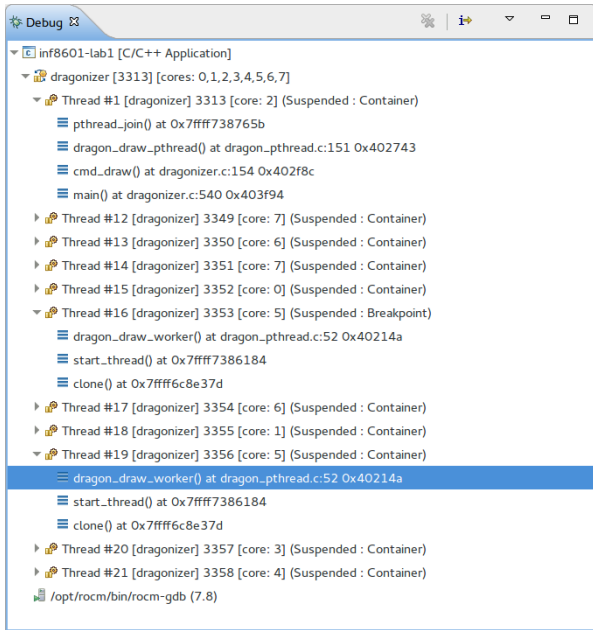 Debug
inf8601-lab1 [C/C++ Application]
dragonizer [3313] [cores: 0,1,2,3,4,5,6,7]
Thread #1 [dragonizer] 3313 [core: 2] (Suspended : Container)
pthread_join() at 0x7ffff738765b
dragon_draw_pthread() at dragon_pthread.c:151 0x402743
cmd_draw() at dragonizer.c:154 0x402f8c
main() at dragonizer.c:540 0x403f94
Thread #12 [dragonizer] 3349 [core: 7] (Suspended : Container)
Thread #13 [dragonizer] 3350 [core: 6] (Suspended : Container)
Thread #14 [dragonizer] 3351 [core: 7] (Suspended : Container)
Thread #15 [dragonizer] 3352 [core: 0] (Suspended : Container)
Thread #16 [dragonizer] 3353 [core: 5] (Suspended : Breakpoint)
dragon_draw_worker() at dragon_pthread.c:52 0x40214a
start_thread() at 0x7ffff7386184
clone() at 0x7ffff6c8e37d
Thread #17 [dragonizer] 3354 [core: 6] (Suspended : Container)
Thread #18 [dragonizer] 3355 [core: 1] (Suspended : Container)
Thread #19 [dragonizer] 3356 [core: 5] (Suspended : Container)
dragon_draw_worker() at dragon_pthread.c:52 0x40214a
start_thread() at 0x7ffff7386184
clone() at 0x7ffff6c8e37d
Thread #20 [dragonizer] 3357 [core: 3] (Suspended : Container)
Thread #21 [dragonizer] 3358 [core: 4] (Suspended : Container)
/opt/rocm/bin/rocm-gdb (7.8)